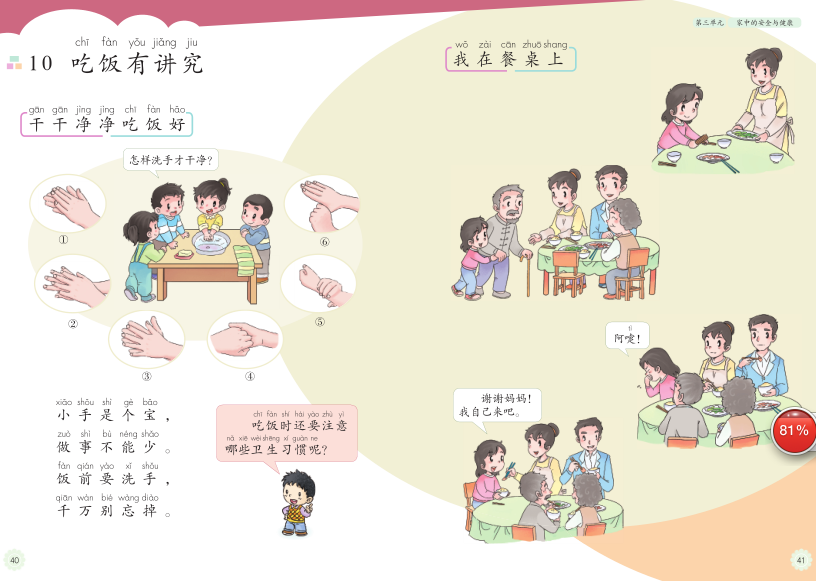 chī fàn yǒu jiǎng jiu
10 吃饭有讲究
gān gān jìng jìng chī fàn hǎo
干干净净吃饭好
怎样洗手才干净?
①
②
③
④
⑤
⑥
xiǎo shǒu shì gè bǎo
小手是个宝，
zuò shì bù néng shǎo
做事不能少。
fàn qián yào xǐ shǒu
饭前要洗手，
qiān wàn bié wàng diào
千万别忘掉。
chī fàn shí hái yào zhù yì
吃饭时还要注意
nǎ xiē wèi shēng xí guàn ne
哪些卫生习惯呢?
40
第三单元 家中的安全与健康
wǒ zài cān zhuō shang
我在餐桌上
tì
阿嚏!
谢谢妈妈!
我自己来吧。
81%
41